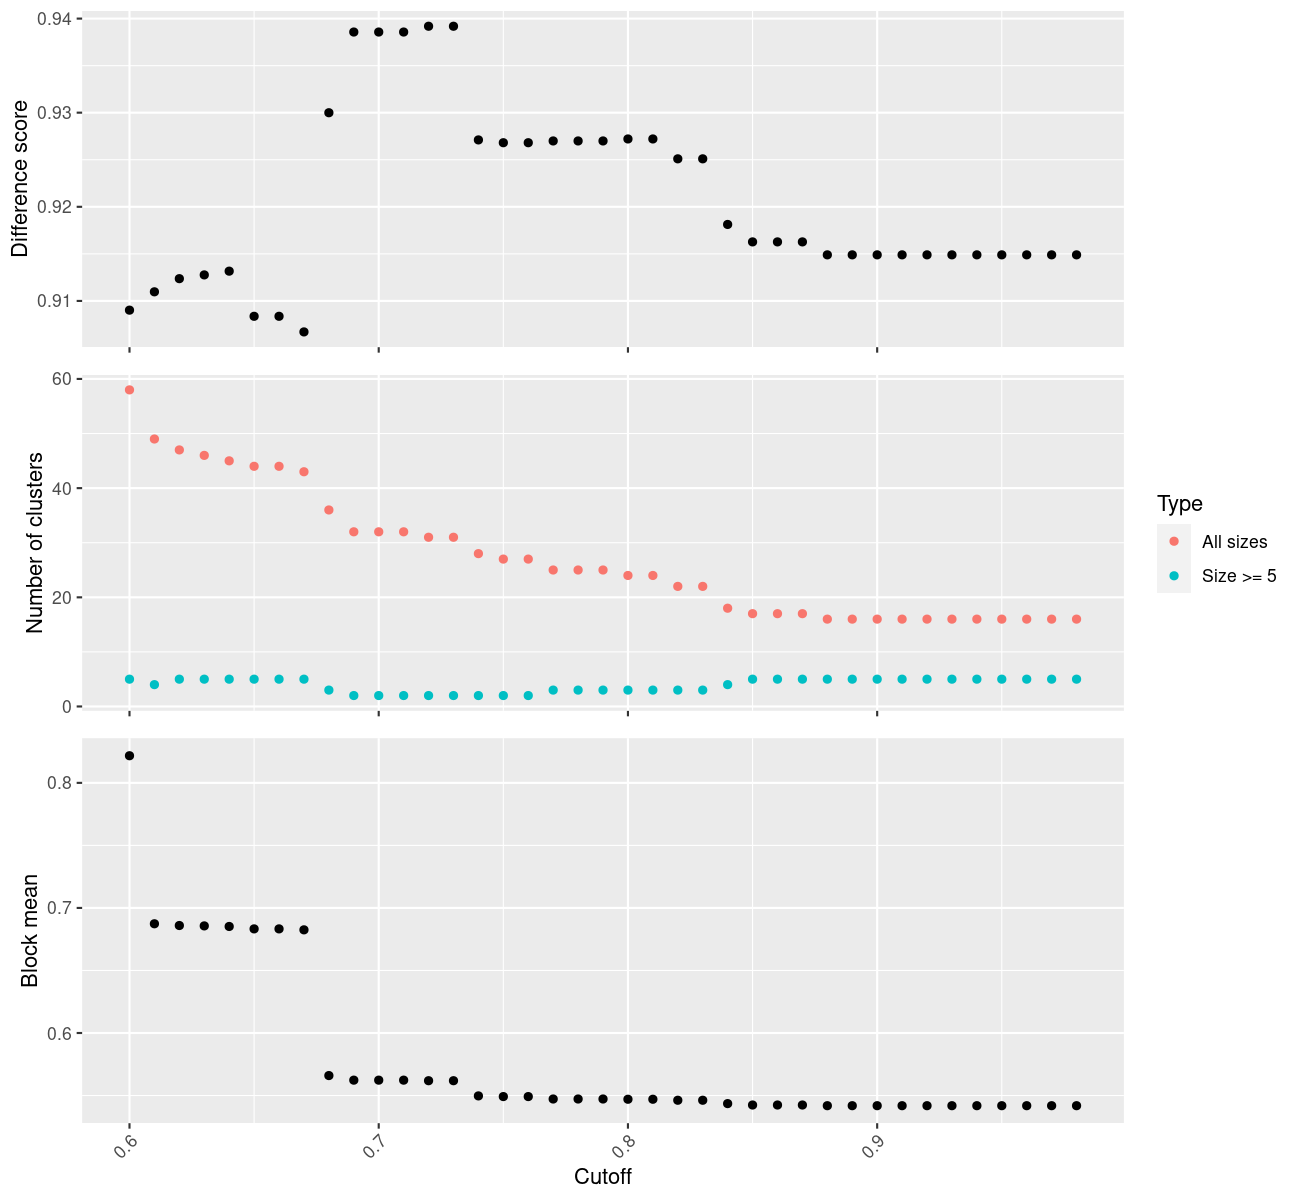 Difference score
0.94
0.93
0.92
0.91
Number of clusters
60
40
20
0
Type
All sizes
Size >= 5
Block mean
0.8
0.7
0.6
0.6
0.7
0.8
0.9
Cutoff